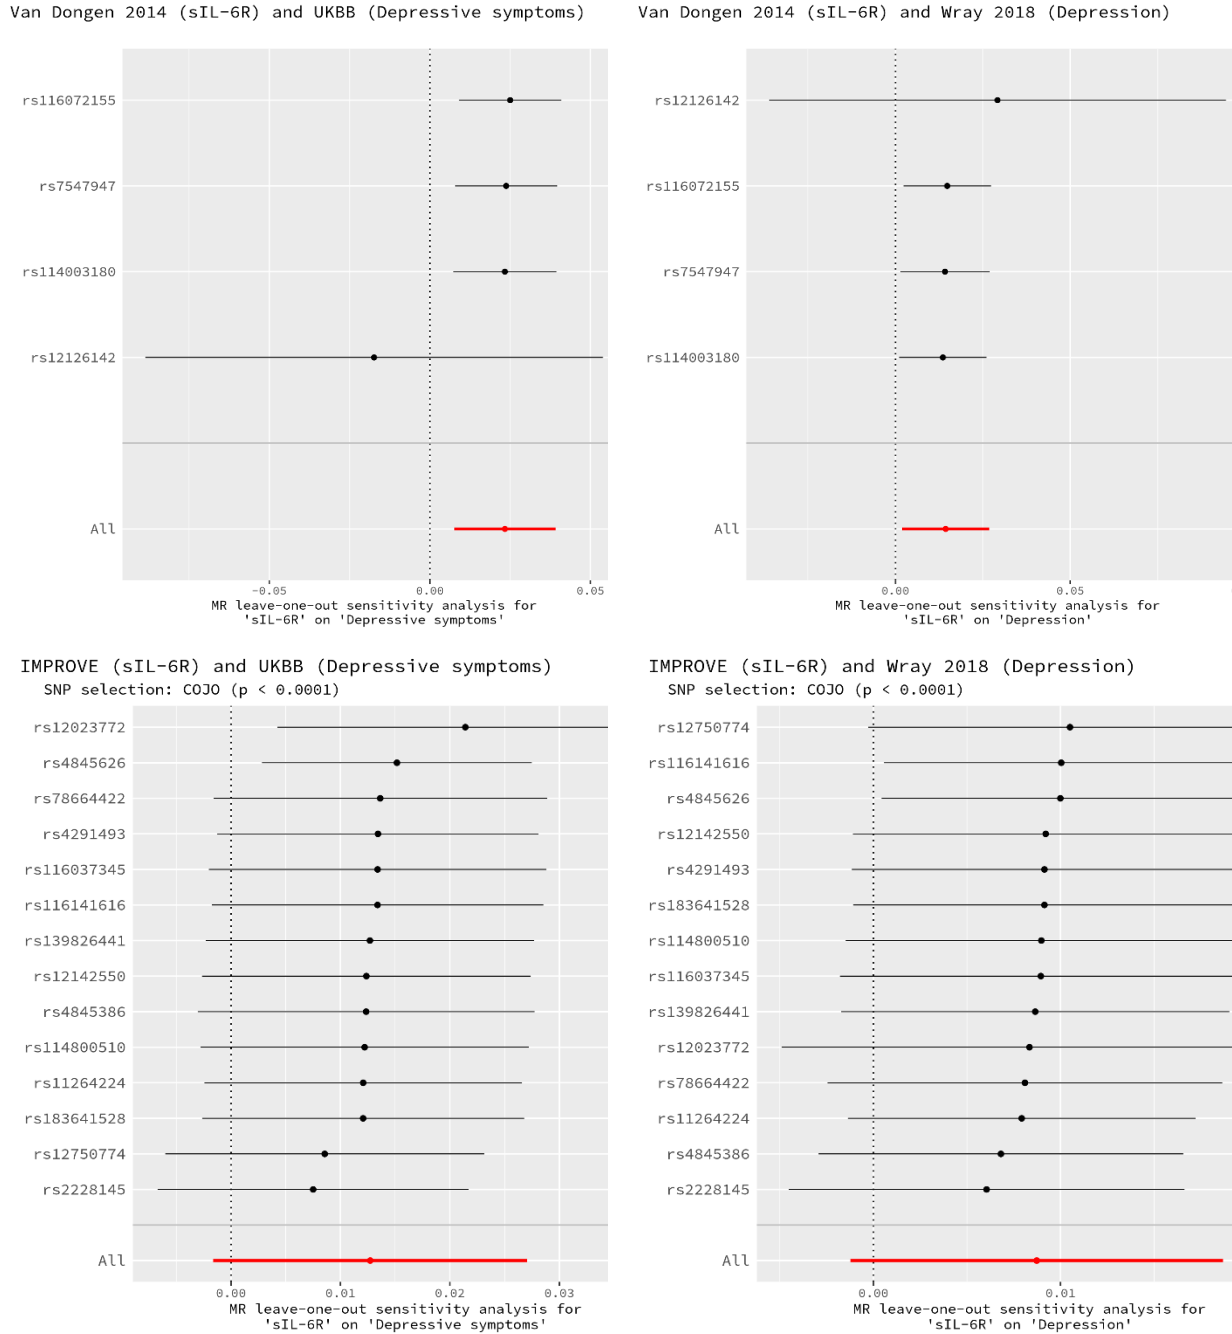 Van Dongen 2014 (sIL-6R) and UKBB (Depressive symptoms)
rs116072155
rs7547947
rs114003180
rs12126142
All
-0.05
0.00
0.05
MR leave-one-out sensitivity analysis for
'sIL-6R' on 'Depressive symptoms'
Van Dongen 2014 (sIL-6R) and Wray 2018 (Depression)
rs12126142
rs116072155
rs7547947
rs114003180
All
0.00
0.05
MR leave-one-out sensitivity analysis for
'sIL-6R' on 'Depression'
IMPROVE (sIL-6R) and UKBB (Depressive symptoms)
SNP selection: COJO (p < 0.0001)
rs12023772
rs4845626
rs78664422
rs4291493
rs116037345
rs116141616
rs139826441
rs12142550
rs4845386
rs114800510
rs11264224
rs183641528
rs12750774
rs2228145
All
0.00
0.01
0.02
0.03
MR leave-one-out sensitivity analysis for
'sIL-6R' on 'Depressive symptoms'
IMPROVE (sIL-6R) and Wray 2018 (Depression)
SNP selection: COJO (p < 0.0001)
rs12750774
rs116141616
rs4845626
rs12142550
rs4291493
rs183641528
rs114800510
rs116037345
rs139826441
rs12023772
rs78664422
rs11264224
rs4845386
rs2228145
All
0.00
0.01
MR leave-one-out sensitivity analysis for
'sIL-6R' on 'Depression'